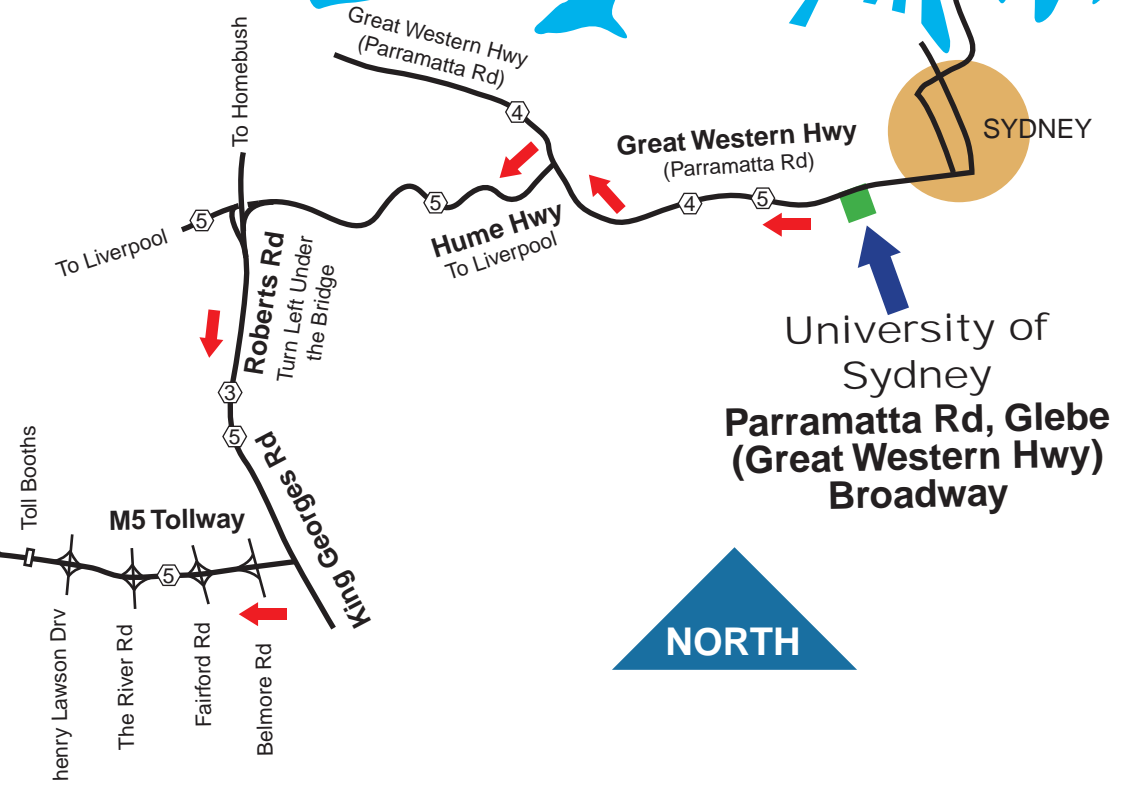 Great Western Hwy
(Parramatta Rd)
To Homebush
4
Great Western Hwy
(Parramatta Rd)
SYDNEY
5
To Liverpool
5
Hume Hwy
To Liverpool
4
5
Roberts Rd
Turn Left Under
the Bridge
University of
Sydney
Parramatta Rd, Glebe
(Great Western Hwy)
Broadway
3
5
King Georges Rd
Toll Booths
M5 Tollway
5
henry Lawson Drv
The River Rd
Fairford Rd
Belmore Rd
NORTH